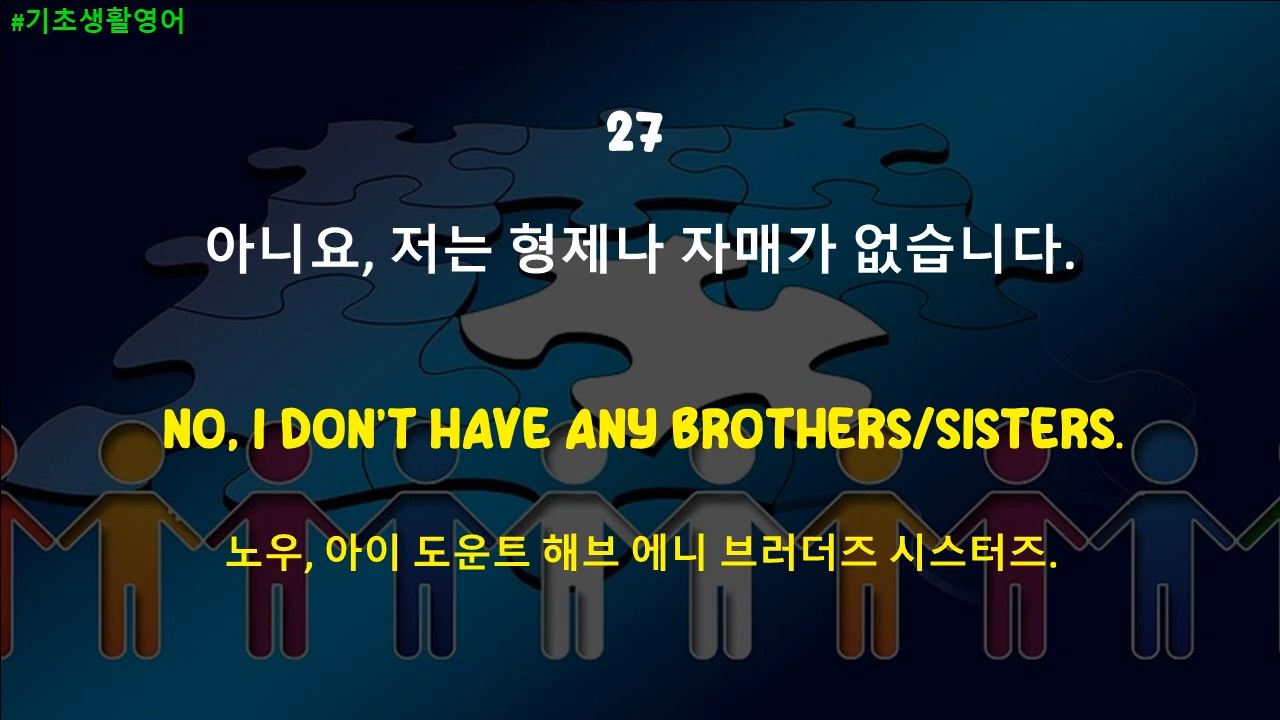 #기초생활영어
27
아니요, 저는 형제나 자매가 없습니다.
NO, I DON'T HAVE ANY BROTHERS/SISTERS.
노우, 아이 도운트 해브 에니 브러더즈 시스터즈.